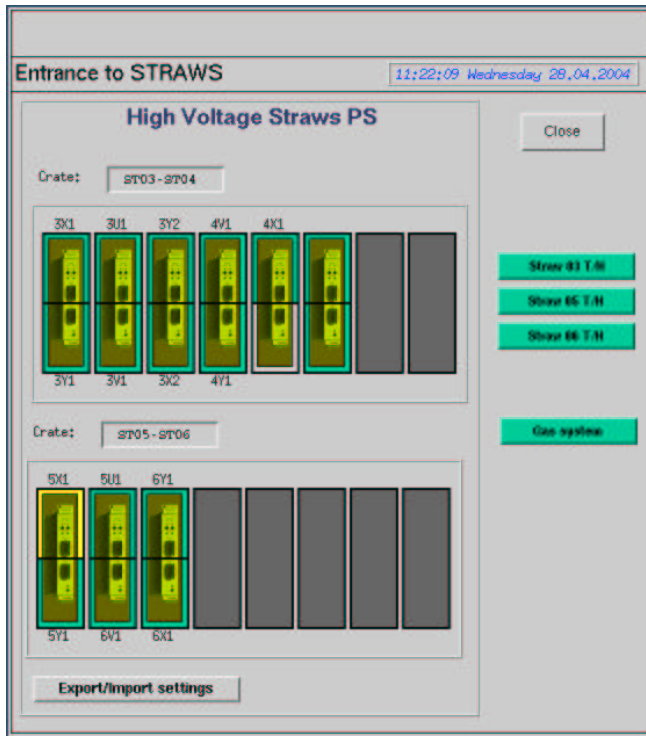 Entrance to STRAWS
11:22:09 Wednesday 28.04.2004
High Voltage Straws PS
Close
Crate: ST03-ST04
3X1 3U1 3Y2 4V1 4X1
3Y1 3V1 3X2 4Y1
Straw 03 T/H
Straw 05 T/H
Straw 06 T/H
Crate: ST05-ST06
Gas system
5X1 5U1 6Y1
5Y1 6V1 6X1
Export/Import settings